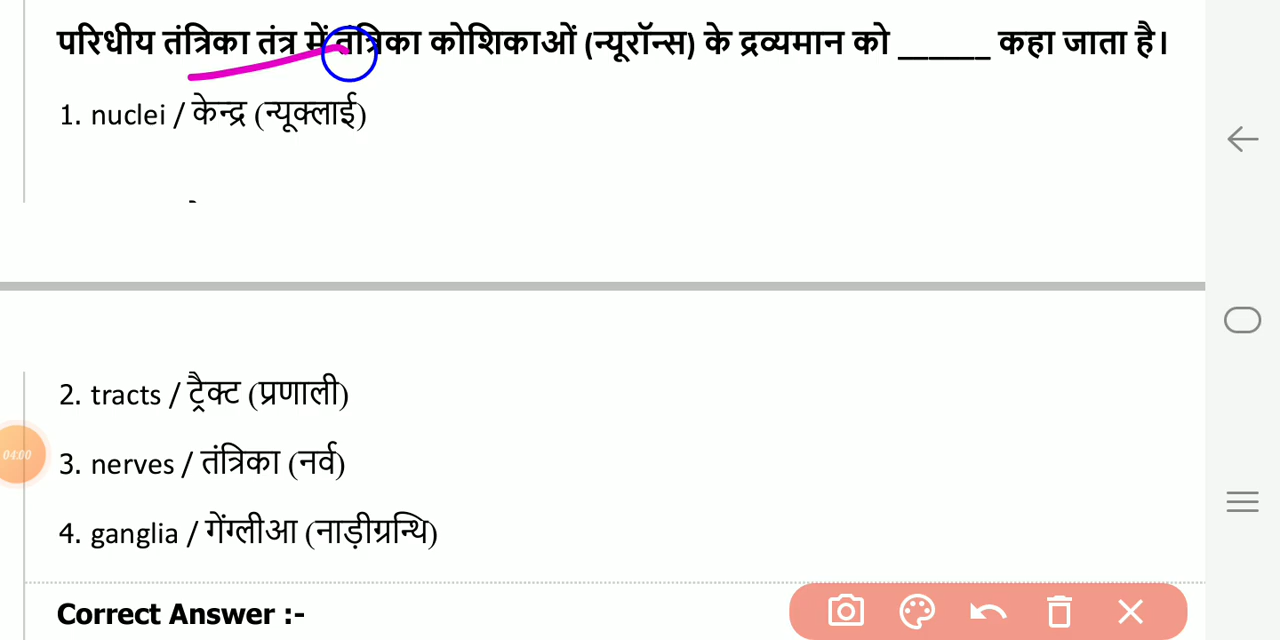 परिधीय तंत्रिका तंत्र में तंत्रिका कोशिकाओं (न्यूरॉन्स) के द्रव्यमान को ______ कहा जाता है।
1. nuclei / केन्द्र (न्यूक्लाई)
2. tracts / ट्रैक्ट (प्रणाली)
04:00
3. nerves / तंत्रिका (नर्व)
4. ganglia / गेंग्लीआ (नाड़ीग्रन्थि)
Correct Answer :-